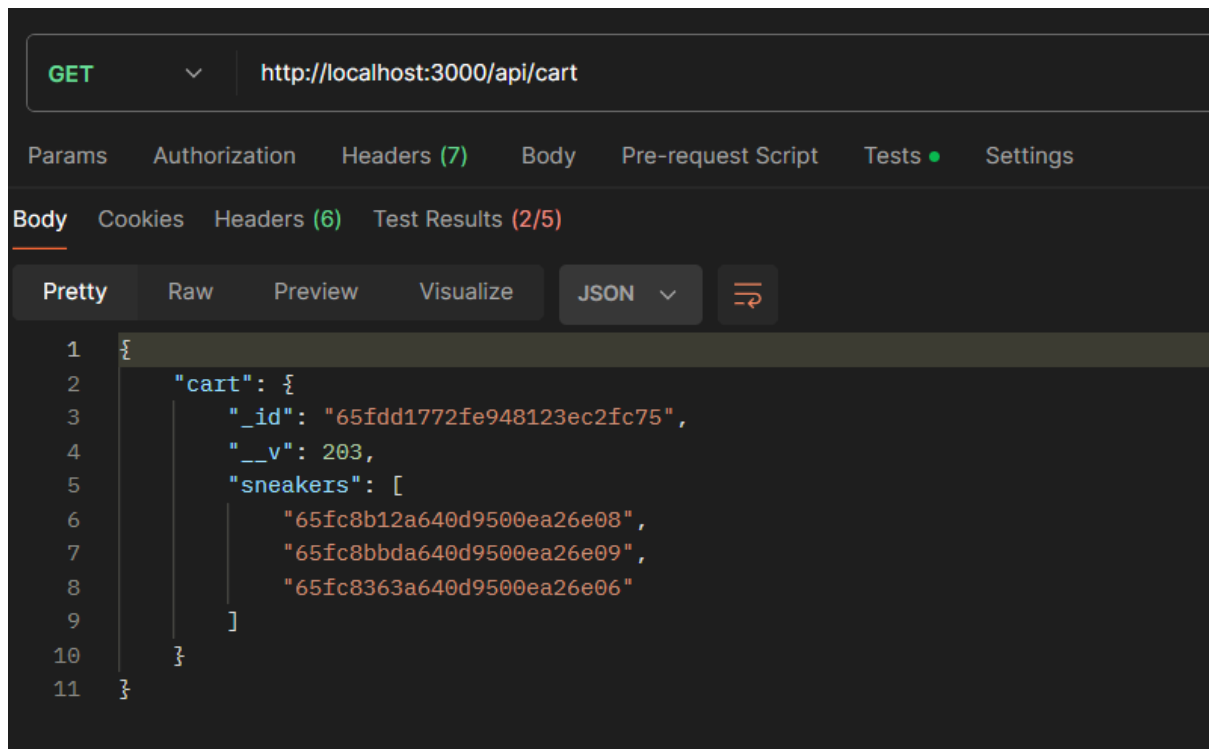 GET http://localhost:3000/api/cart
Params Authorization Headers (7) Body Pre-request Script Tests Settings
Body Cookies Headers (6) Test Results (2/5)
Pretty Raw Preview Visualize JSON
1 {
2 "cart": {
3 "_id": "65fdd1772fe948123ec2fc75",
4 "__v": 203,
5 "sneakers": [
6 "65fc8b12a640d9500ea26e08",
7 "65fc8bbda640d9500ea26e09",
8 "65fc8363a640d9500ea26e06"
9 ]
10 }
11 }